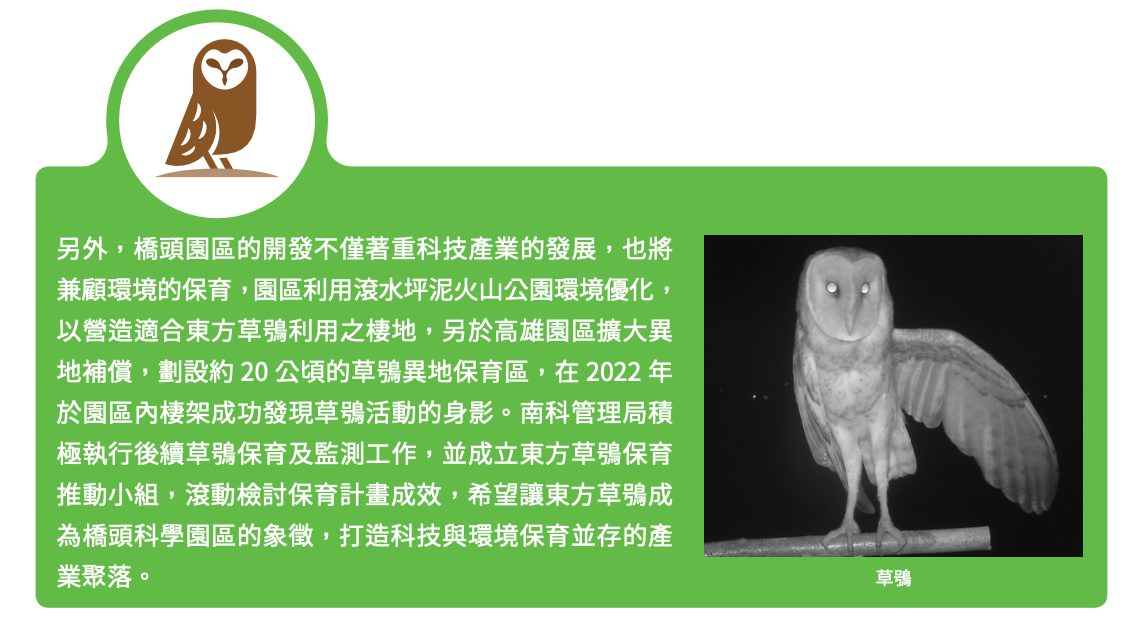 另外，橋頭園區的開發不僅著重科技產業的發展，也將
兼顧環境的保育，園區利用滾水坪泥火山公園環境優化，
以營造適合東方草鴞利用之棲地，另於高雄園區擴大異
地補償，劃設約 20 公頃的草鴞異地保育區，在 2022 年
於園區內棲架成功發現草鴞活動的身影。南科管理局積
極執行後續草鴞保育及監測工作，並成立東方草鴞保育
推動小組，滾動檢討保育計畫成效，希望讓東方草鴞成
為橋頭科學園區的象徵，打造科技與環境保育並存的產
業聚落。
草鴞